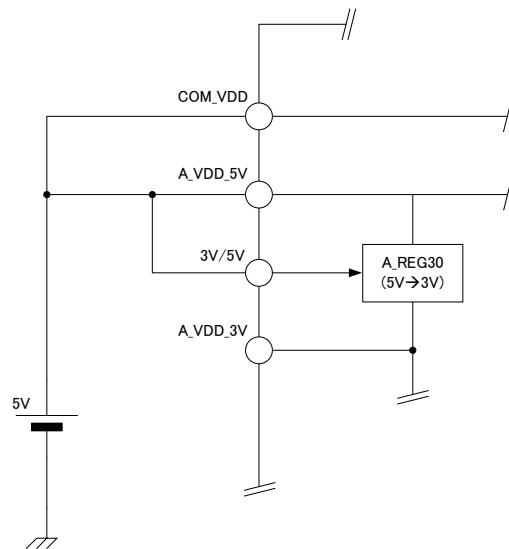 COM_VDD
A_VDD_5V
3V/5V
A_REG30
(5V→3V)
A_VDD_3V
5V